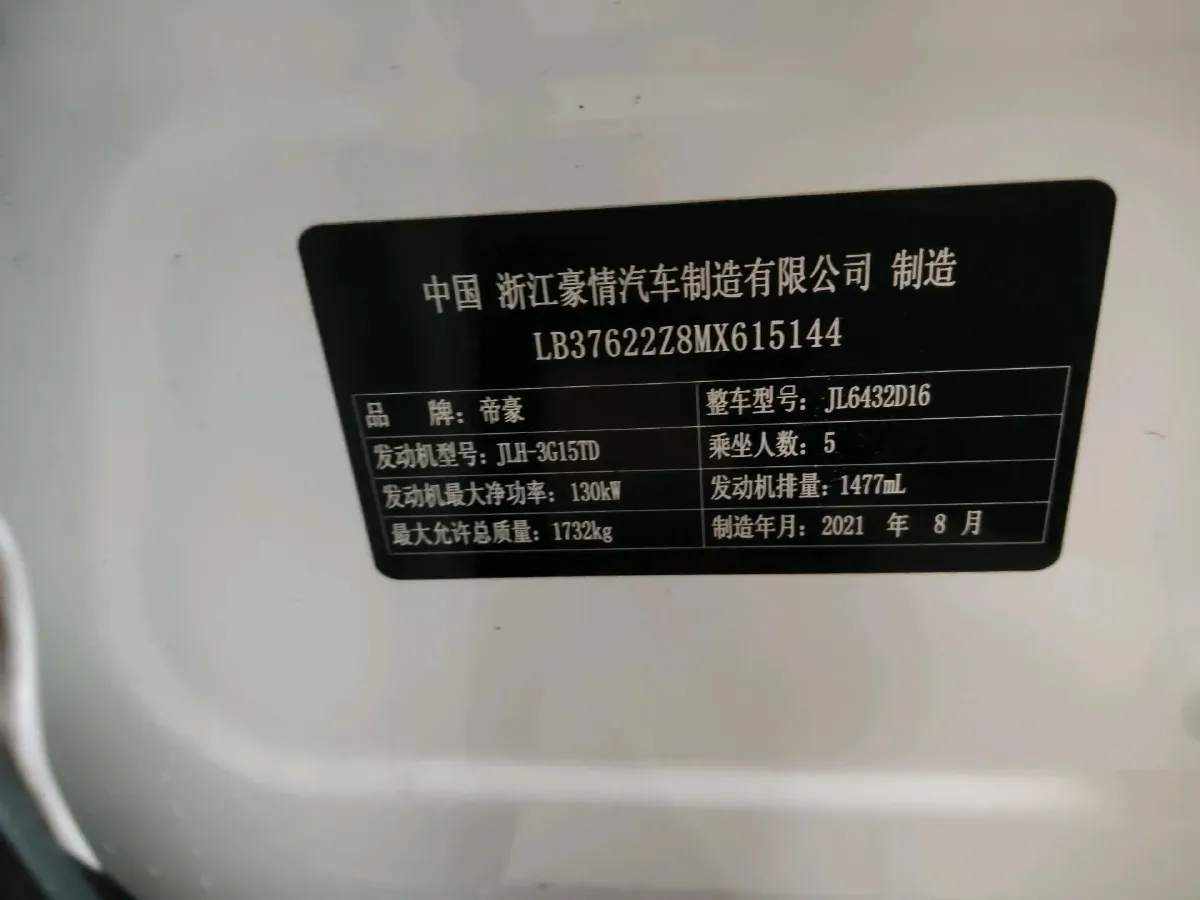 中国 浙江豪情汽车制造有限公司 制造
LB37622Z8MX615144
品 牌：帝豪 整车型号：JL6432D16
发动机型号：JLH-3G15TD 乘坐人数：5
发动机最大净功率：130kW 发动机排量：1477mL
最大允许总质量：1732kg 制造年月：2021 年 8 月